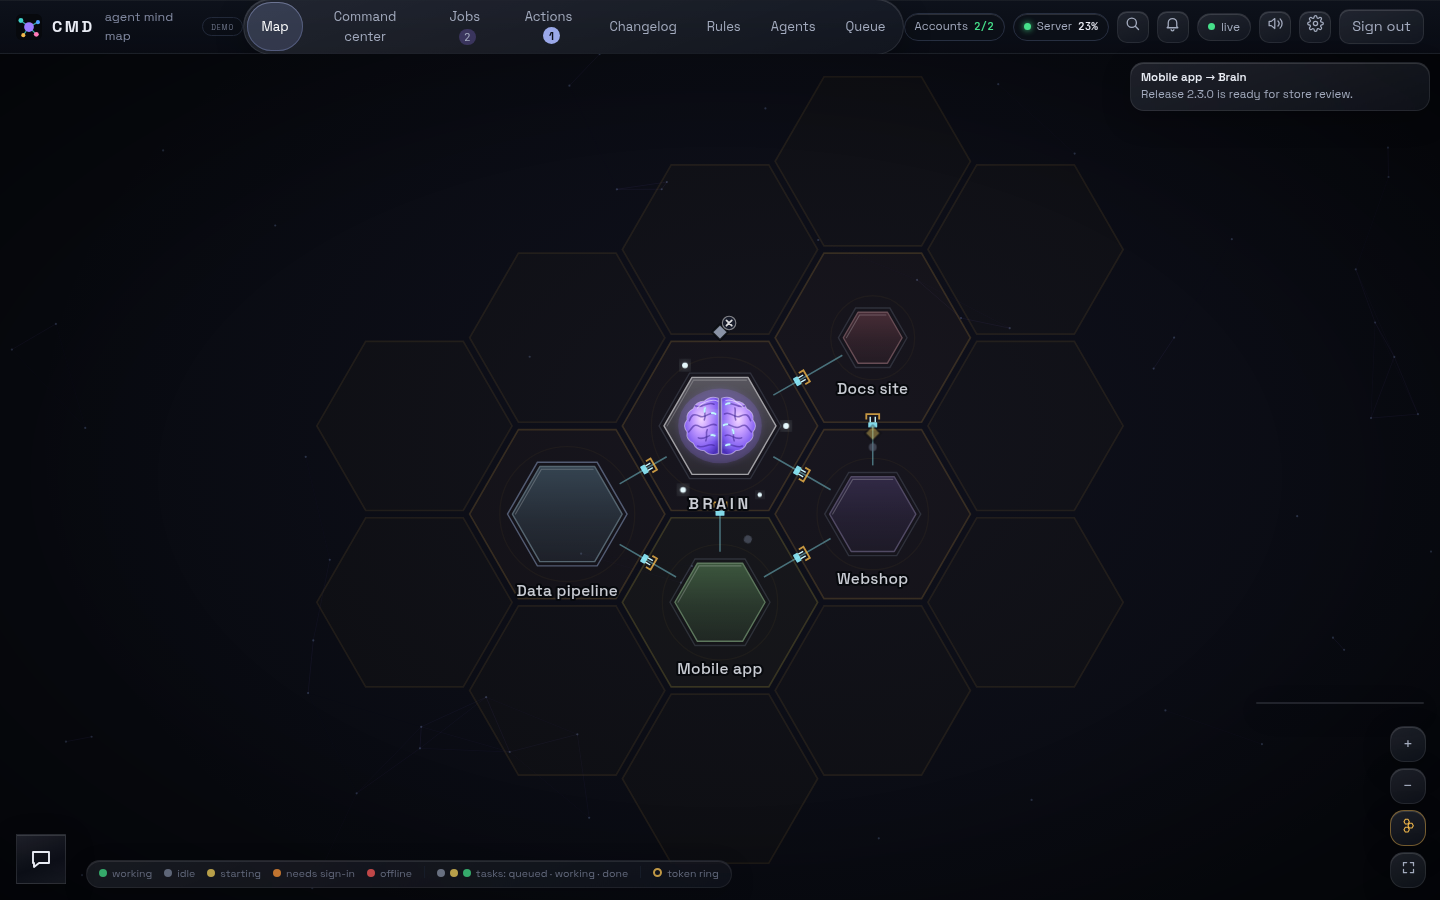 CMD
agent mind
map
DEMO
Map
Command
center
Jobs
2
Actions
1
Changelog
Rules
Agents
Queue
Accounts 2/2
Server 23%
live
Sign out
Mobile app → Brain
Release 2.3.0 is ready for store review.
Docs site
BRAIN
Data pipeline
Webshop
Mobile app
+
−
working
idle
starting
needs sign-in
offline
tasks: queued · working · done
token ring